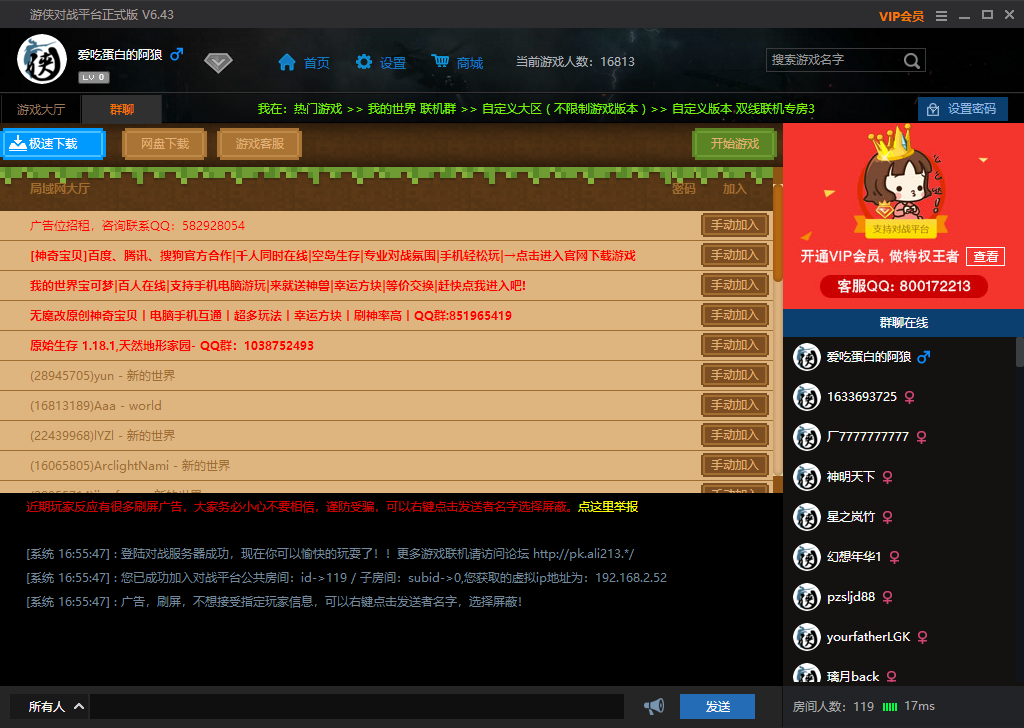 游侠对战平台正式版 V6.43
VIP会员
爱吃蛋白的阿狼
LV 0
首页
设置
商城
当前游戏人数：16813
搜索游戏名字
游戏大厅
群聊
我在：热门游戏 >> 我的世界 联机群 >> 自定义大区 ( 不限制游戏版本 ) >> 自定义版本.双线联机专房3
设置密码
极速下载
网盘下载
游戏客服
开始游戏
局域网大厅
密码
加入
广告位招租，咨询联系QQ：582928054
手动加入
[神奇宝贝]百度、腾讯、搜狗官方合作|千人同时在线|空岛生存|专业对战氛围|手机轻松玩|→点击进入官网下载游戏
手动加入
我的世界宝可梦|百人在线|支持手机电脑游玩|来就送神兽|幸运方块|等价交换|赶快点我进入吧!
手动加入
无魔改原创神奇宝贝丨电脑手机互通丨超多玩法丨幸运方块丨刷神率高丨QQ群:851965419
手动加入
原始生存 1.18.1,天然地形家园- QQ群：1038752493
手动加入
(28945705)yun - 新的世界
手动加入
(16813189)Aaa - world
手动加入
(22439968)lYZl - 新的世界
手动加入
(16065805)ArclightNami - 新的世界
手动加入
近期玩家反应有很多刷屏广告，大家务必小心不要相信，谨防受骗，可以右键点击发送者名字选择屏蔽。点这里举报
[系统 16:55:47] : 登陆对战服务器成功，现在你可以愉快的玩耍了！！更多游戏联机请访问论坛 http://pk.ali213.*/
[系统 16:55:47] : 您已成功加入对战平台公共房间：id->119 / 子房间：subid->0,您获取的虚拟ip地址为：192.168.2.52
[系统 16:55:47] : 广告，刷屏，不想接受指定玩家信息，可以右键点击发送者名字，选择屏蔽！
所有人
发送
支持对战平台
开通VIP会员, 做特权王者
查看
客服QQ: 800172213
群聊在线
爱吃蛋白的阿狼
1633693725
厂7777777777
神明天下
星之岚竹
幻想年华1
pzsljd88
yourfatherLGK
璃月back
房间人数：119
17ms